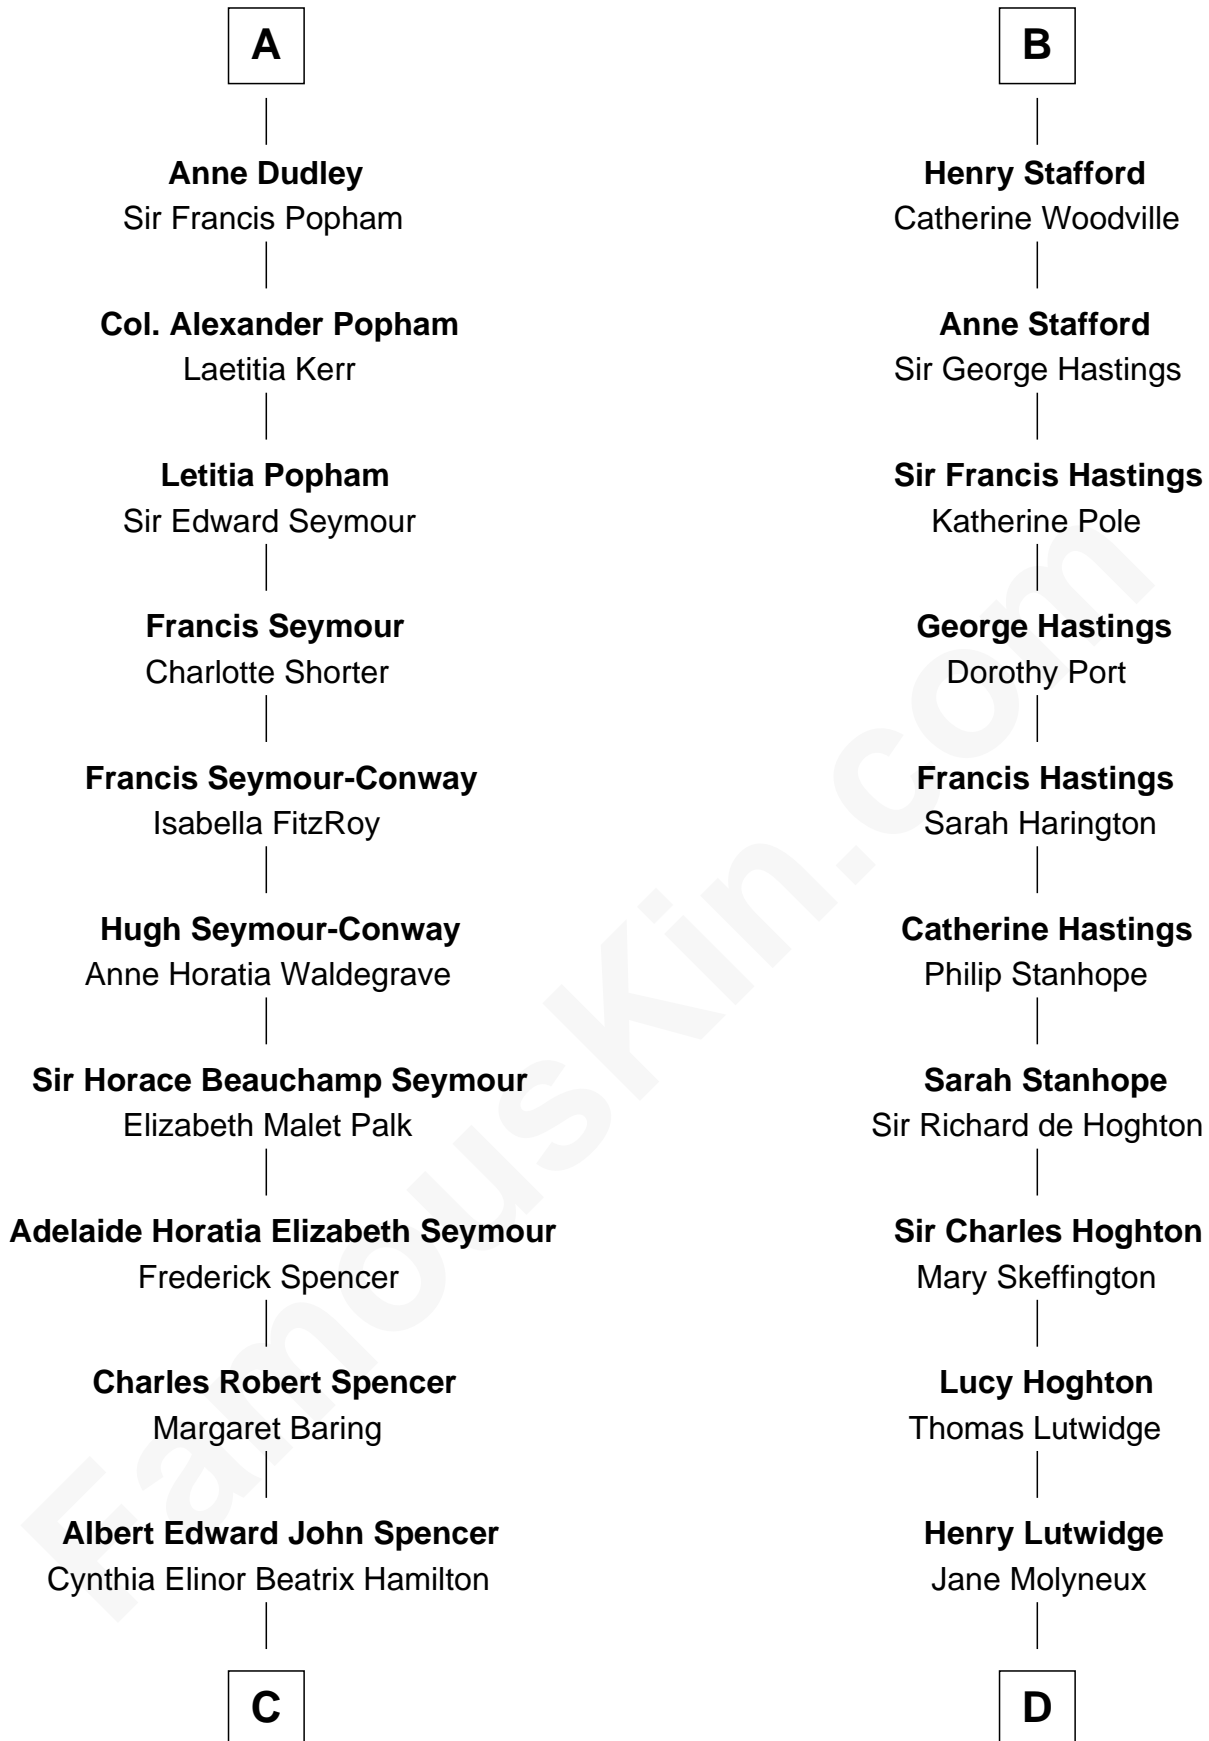 A
Anne Dudley
Sir Francis Popham
Col. Alexander Popham
Laetitia Kerr
Letitia Popham
Sir Edward Seymour
Francis Seymour
Charlotte Shorter
Francis Seymour-Conway
Isabella FitzRoy
Hugh Seymour-Conway
Anne Horatia Waldegrave
Sir Horace Beauchamp Seymour
Elizabeth Malet Palk
Adelaide Horatia Elizabeth Seymour
Frederick Spencer
Charles Robert Spencer
Margaret Baring
Albert Edward John Spencer
Cynthia Elinor Beatrix Hamilton
C
B
Henry Stafford
Catherine Woodville
Anne Stafford
Sir George Hastings
Sir Francis Hastings
Katherine Pole
George Hastings
Dorothy Port
Francis Hastings
Sarah Harington
Catherine Hastings
Philip Stanhope
Sarah Stanhope
Sir Richard de Hoghton
Sir Charles Hoghton
Mary Skeffington
Lucy Hoghton
Thomas Lutwidge
Henry Lutwidge
Jane Molyneux
D
FamousKin.com